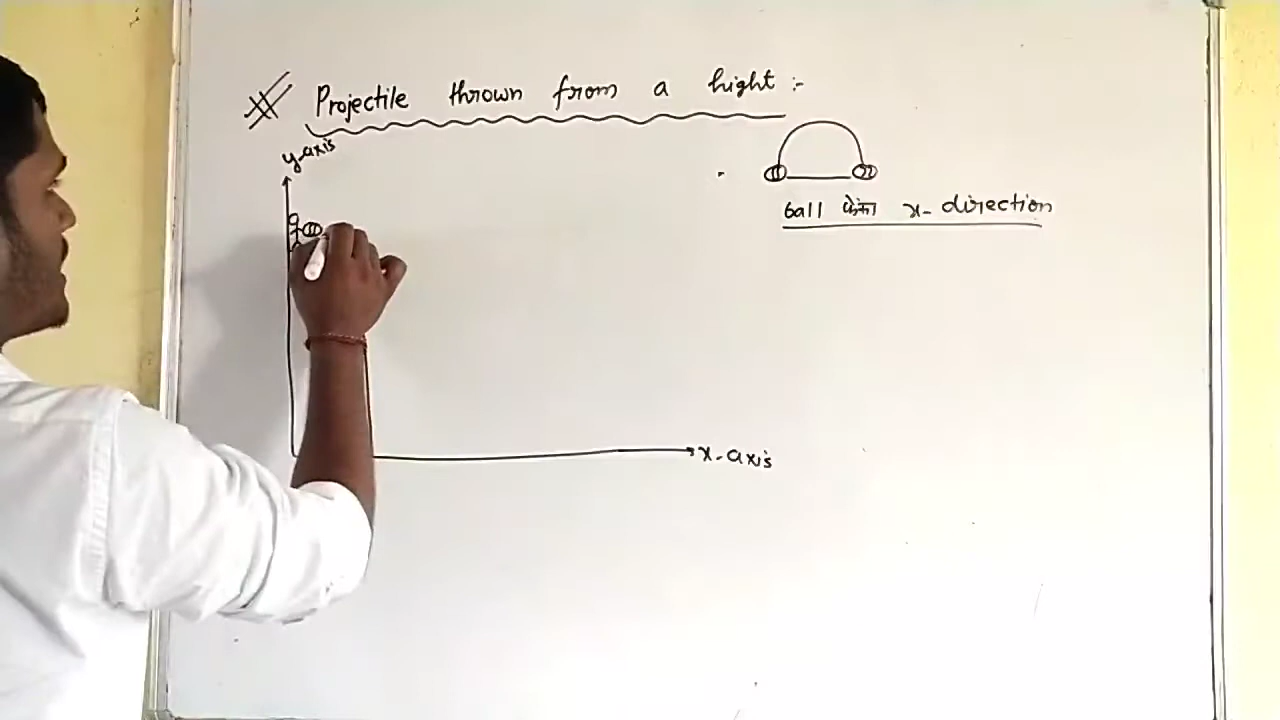 Projectile thrown from a hight :-
y-axis
ball फेंका x- direction
x-axis